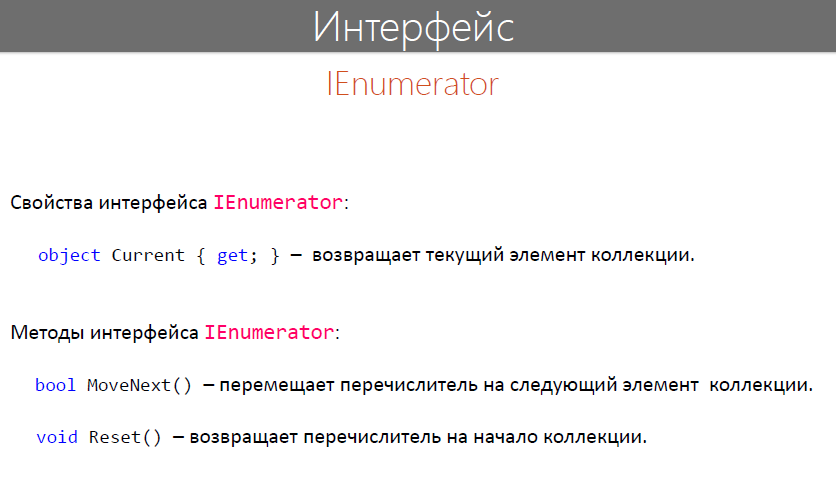 Интерфейс
IEnumerator
Свойства интерфейса IEnumerator:
object Current { get; } – возвращает текущий элемент коллекции.
Методы интерфейса IEnumerator:
bool MoveNext() – перемещает перечислитель на следующий элемент коллекции.
void Reset() – возвращает перечислитель на начало коллекции.